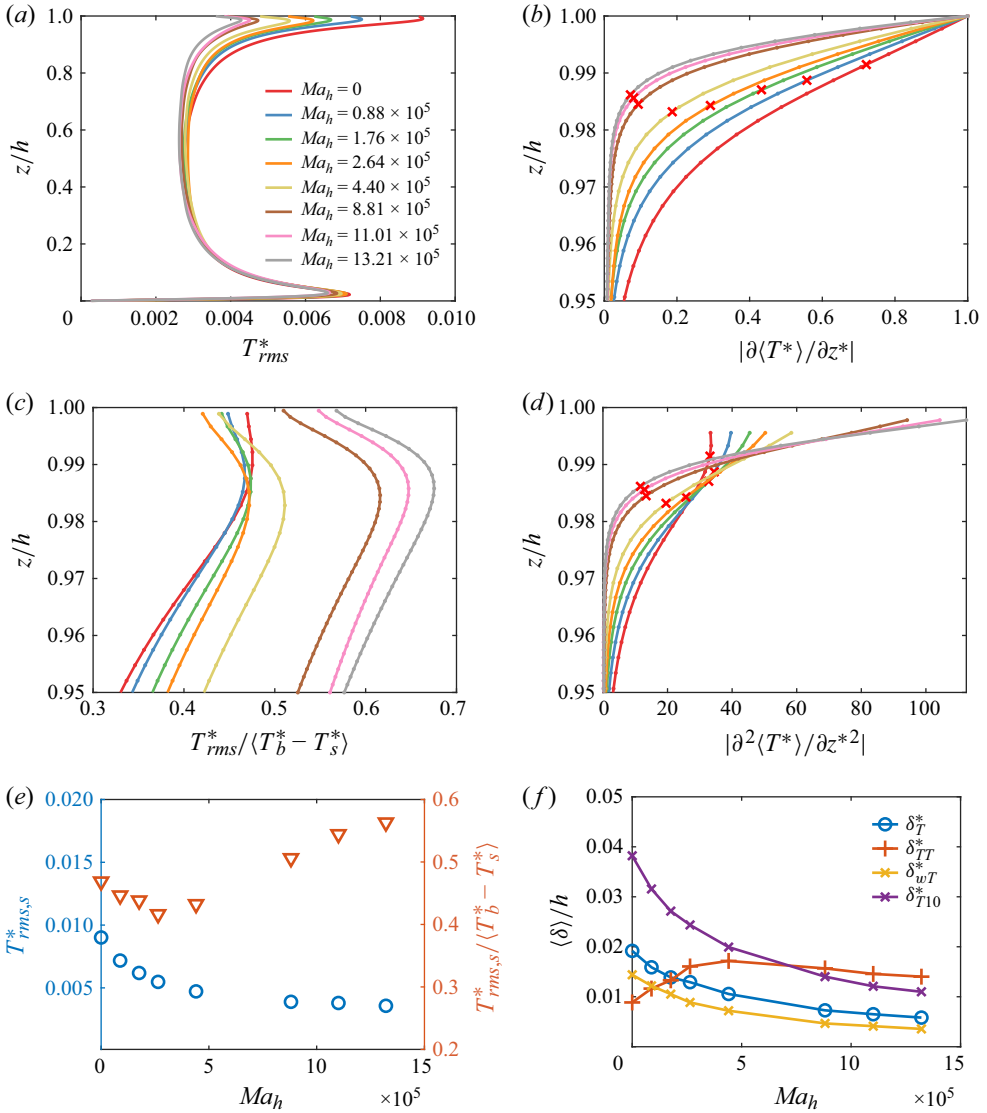 (a)
1.00
0.8
0.6
0.4
0.2
z/h
0
0.002
0.004
0.006
0.008
0.010
T*rms
Mah = 0
Mah = 0.88 × 10^5
Mah = 1.76 × 10^5
Mah = 2.64 × 10^5
Mah = 4.40 × 10^5
Mah = 8.81 × 10^5
Mah = 11.01 × 10^5
Mah = 13.21 × 10^5
(b)
1.00
0.99
0.98
0.97
0.96
0.95
z/h
0
0.2
0.4
0.6
0.8
1.0
|∂⟨T*⟩/∂z*|
(c)
1.00
0.99
0.98
0.97
0.96
0.95
z/h
0.3
0.4
0.5
0.6
0.7
T*rms/⟨T*b − T*s⟩
(d)
1.00
0.99
0.98
0.97
0.96
0.95
z/h
0
20
40
60
80
100
|∂²⟨T*⟩/∂z*²|
(e)
0.020
0.015
0.010
0.005
T*rms,s
0.6
0.5
0.4
0.3
0.2
T*rms,s/⟨T*b − T*s⟩
0
5
10
15
× 10^5
Mah
(f)
0.05
0.04
0.03
0.02
0.01
⟨δ⟩/h
δ*T
δ*TT
δ*wT
δ*T10
0
5
10
15
× 10^5
Mah